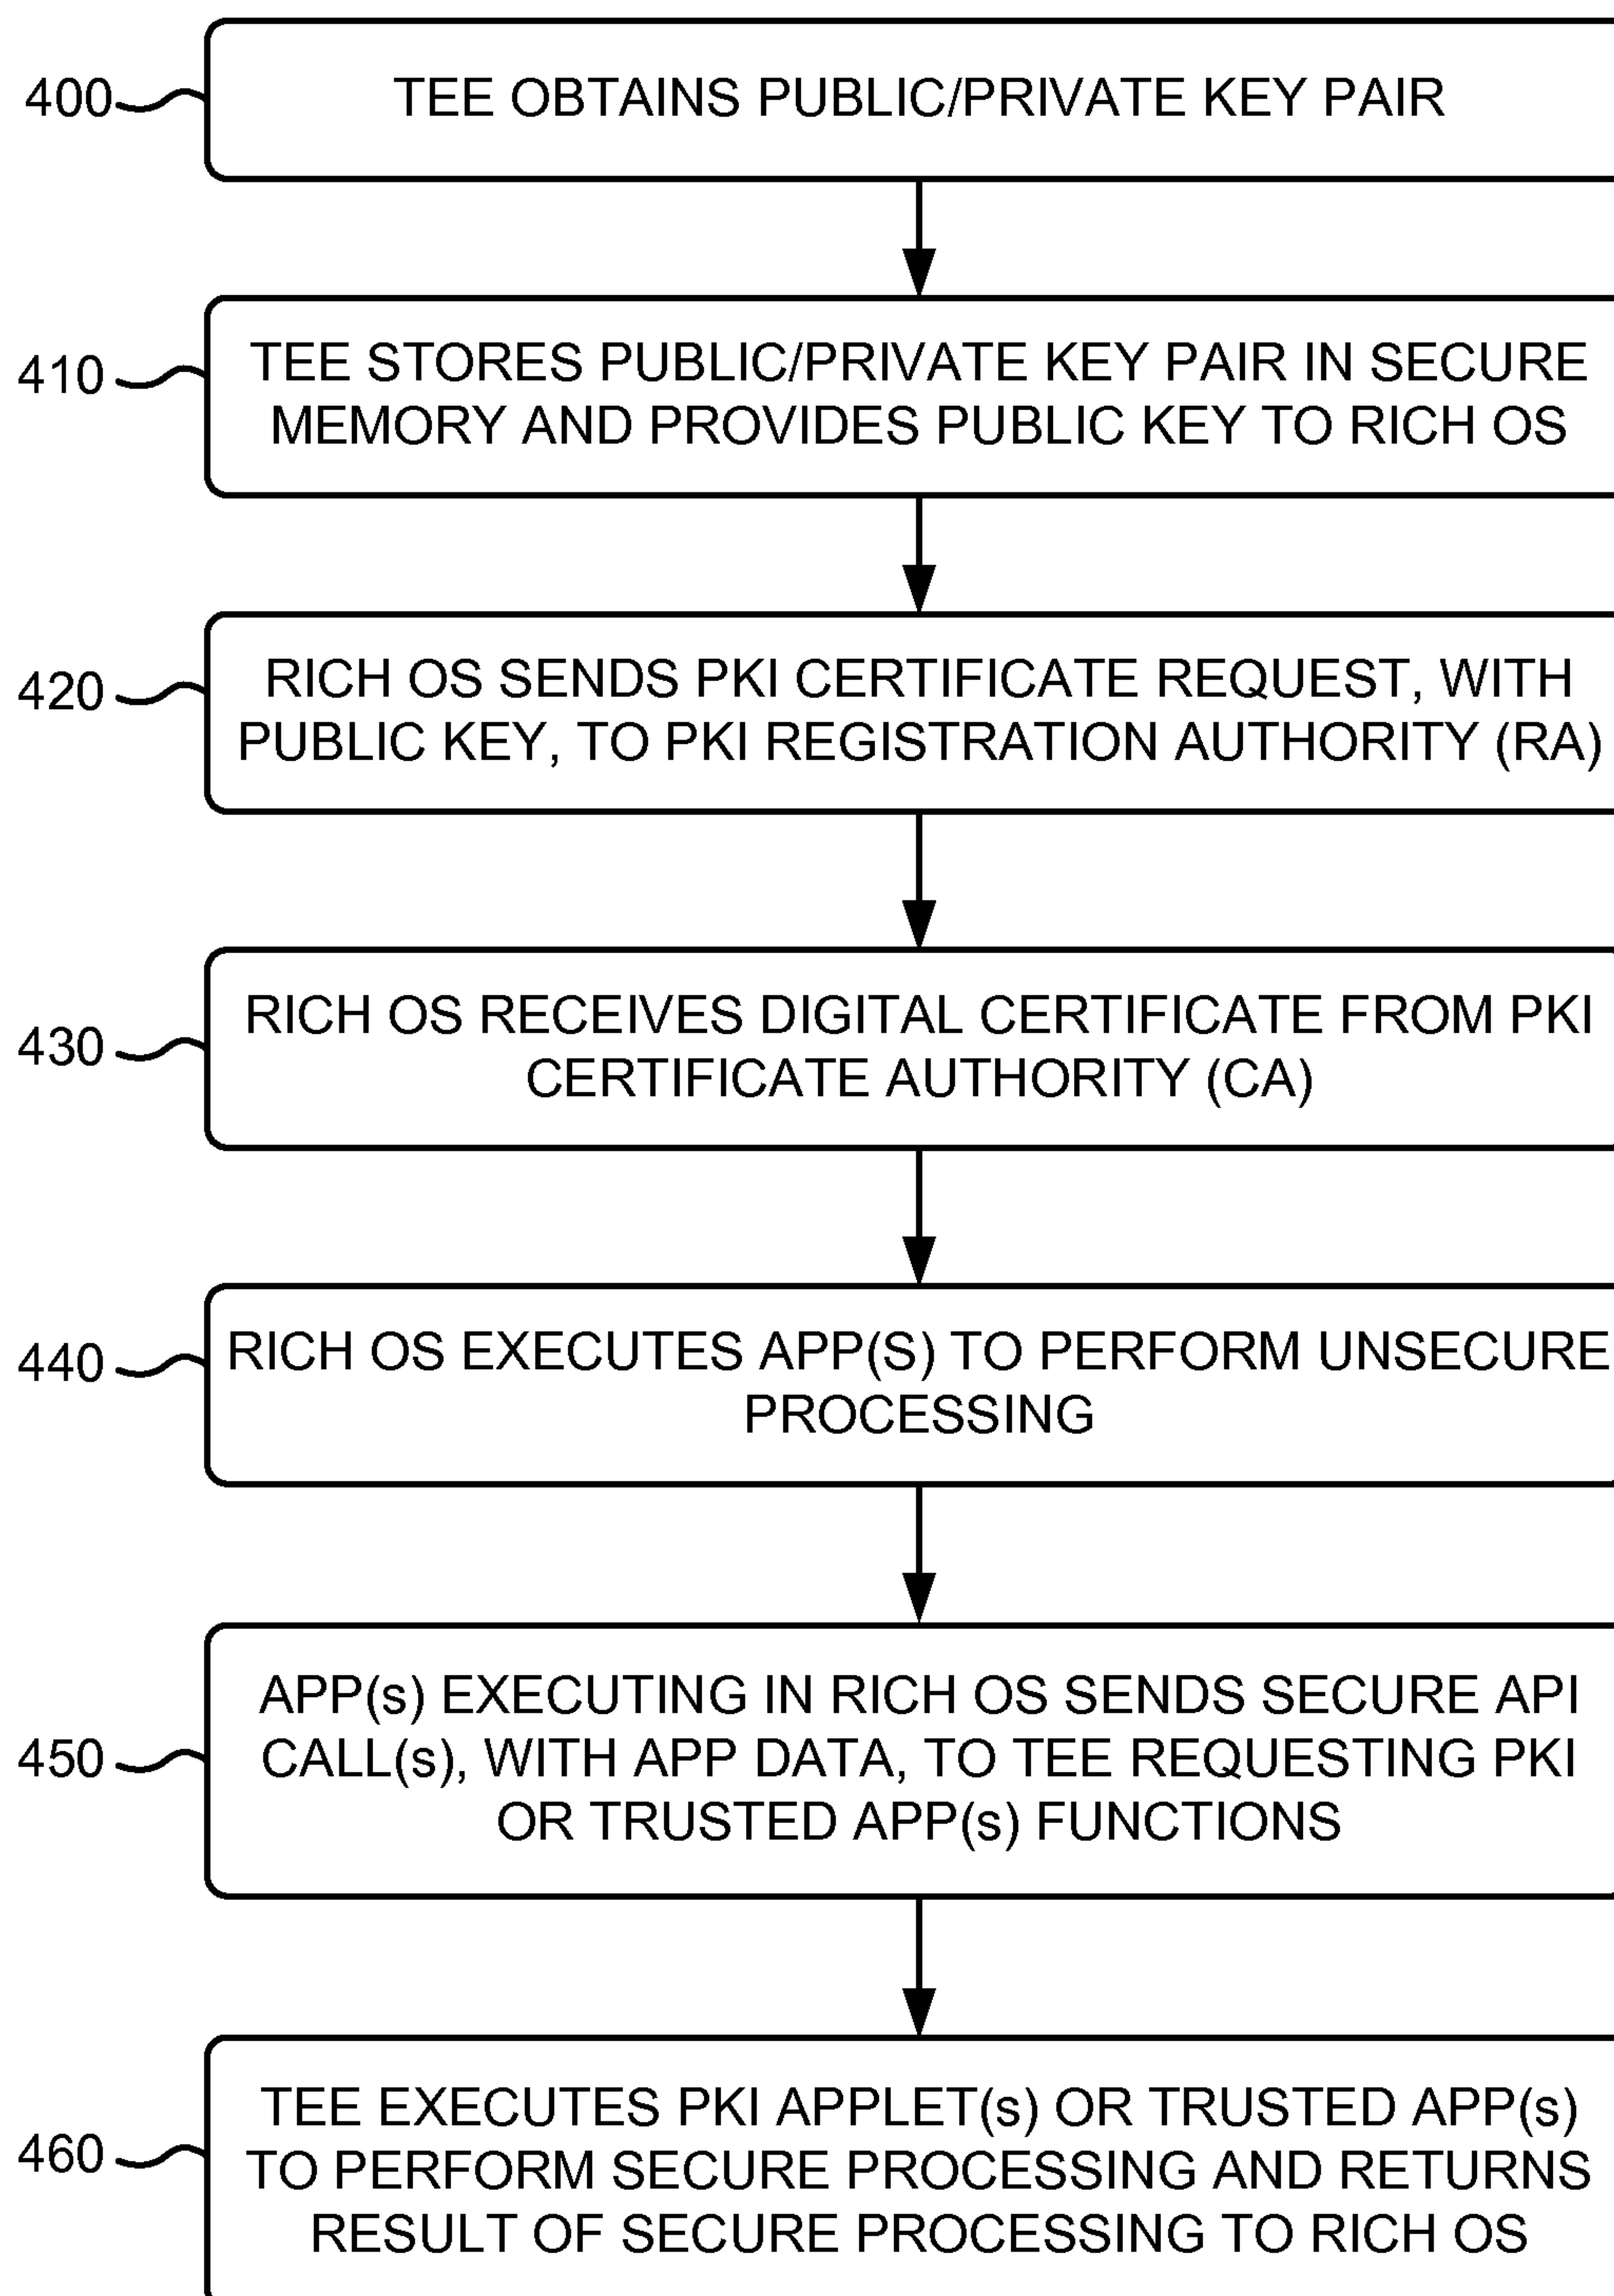 400
TEE OBTAINS PUBLIC/PRIVATE KEY PAIR
410
TEE STORES PUBLIC/PRIVATE KEY PAIR IN SECURE
MEMORY AND PROVIDES PUBLIC KEY TO RICH OS
420
RICH OS SENDS PKI CERTIFICATE REQUEST, WITH
PUBLIC KEY, TO PKI REGISTRATION AUTHORITY (RA)
430
RICH OS RECEIVES DIGITAL CERTIFICATE FROM PKI
CERTIFICATE AUTHORITY (CA)
440
RICH OS EXECUTES APP(S) TO PERFORM UNSECURE
PROCESSING
450
APP(s) EXECUTING IN RICH OS SENDS SECURE API
CALL(s), WITH APP DATA, TO TEE REQUESTING PKI
OR TRUSTED APP(s) FUNCTIONS
460
TEE EXECUTES PKI APPLET(s) OR TRUSTED APP(s)
TO PERFORM SECURE PROCESSING AND RETURNS
RESULT OF SECURE PROCESSING TO RICH OS